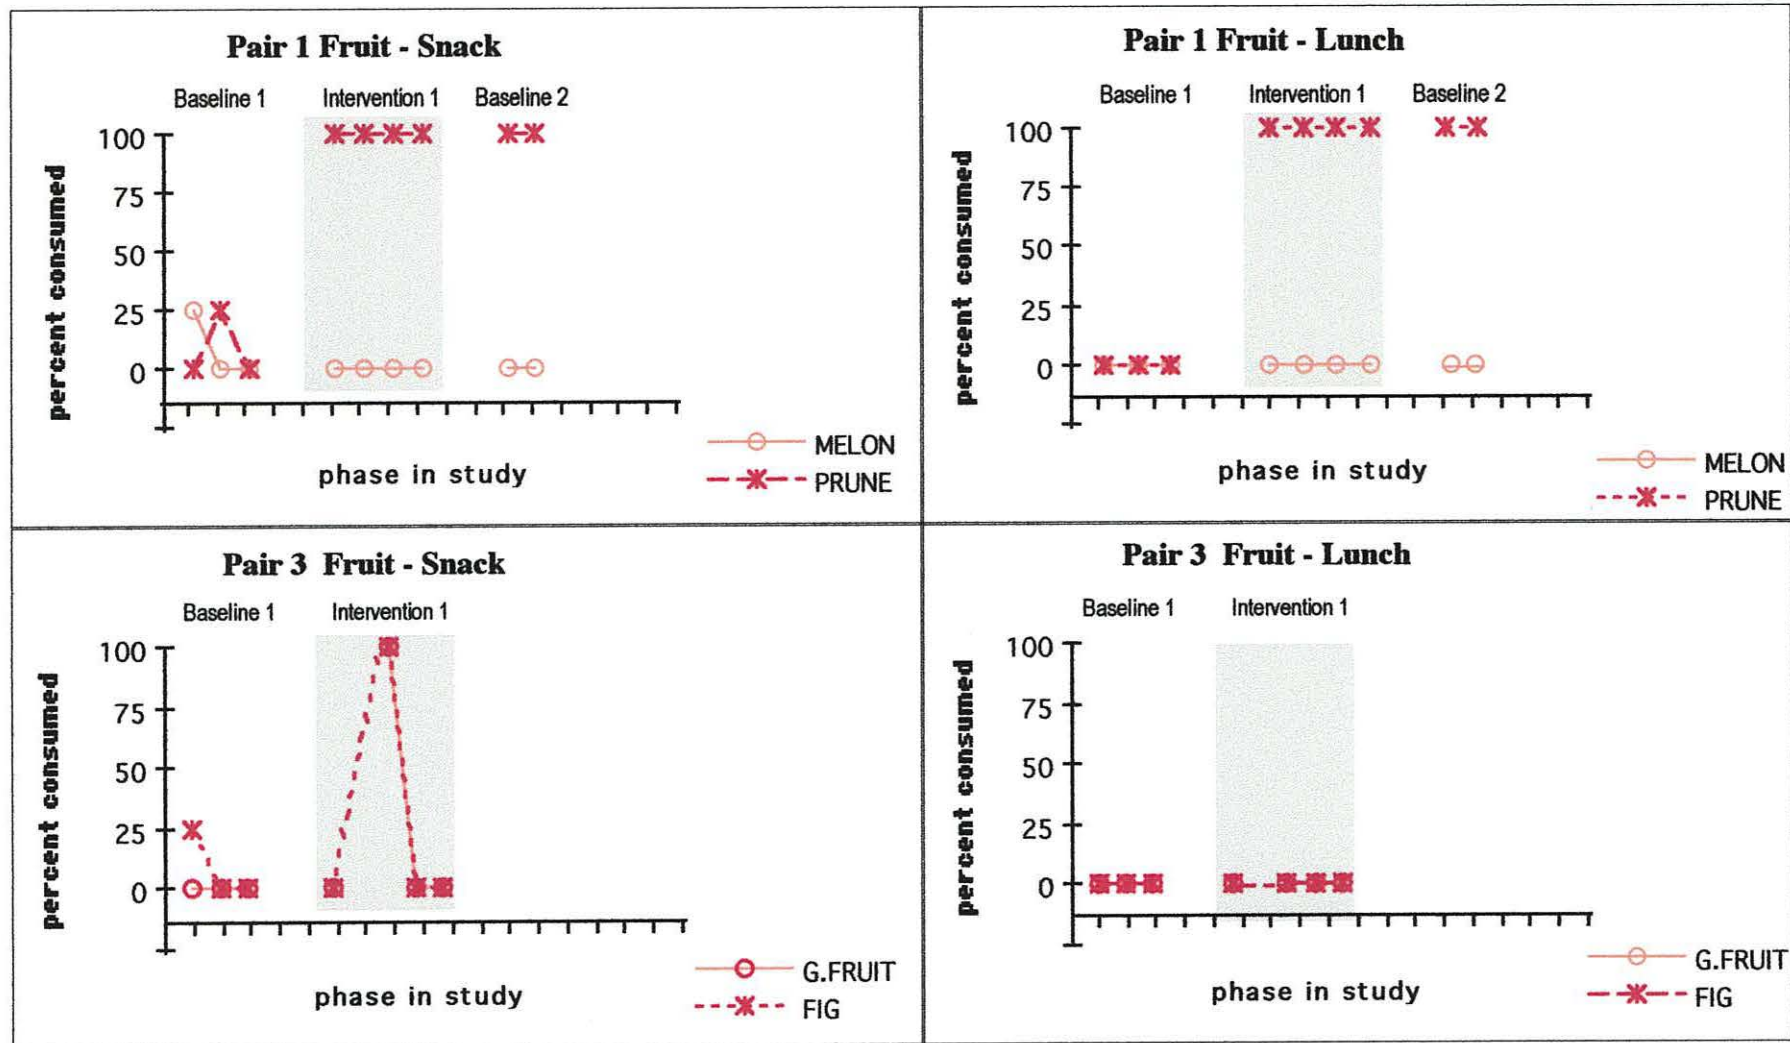 Pair 1 Fruit - Snack
Baseline 1 Intervention 1 Baseline 2
100
75
50
25
0
percent consumed
phase in study
MELON
PRUNE
Pair 1 Fruit - Lunch
Baseline 1 Intervention 1 Baseline 2
100
75
50
25
0
percent consumed
phase in study
MELON
PRUNE
Pair 3 Fruit - Snack
Baseline 1 Intervention 1
100
75
50
25
0
percent consumed
phase in study
G.FRUIT
FIG
Pair 3 Fruit - Lunch
Baseline 1 Intervention 1
100
75
50
25
0
percent consumed
phase in study
G.FRUIT
FIG